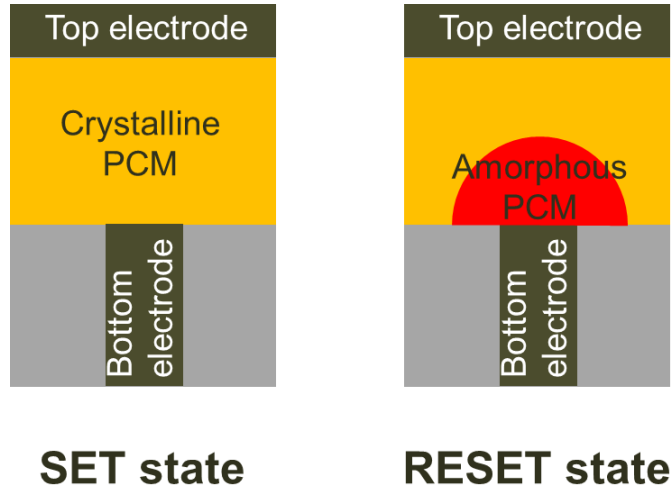 Top electrode
Crystalline
PCM
Bottom
electrode
SET state
Top electrode
Amorphous
PCM
Bottom
electrode
RESET state